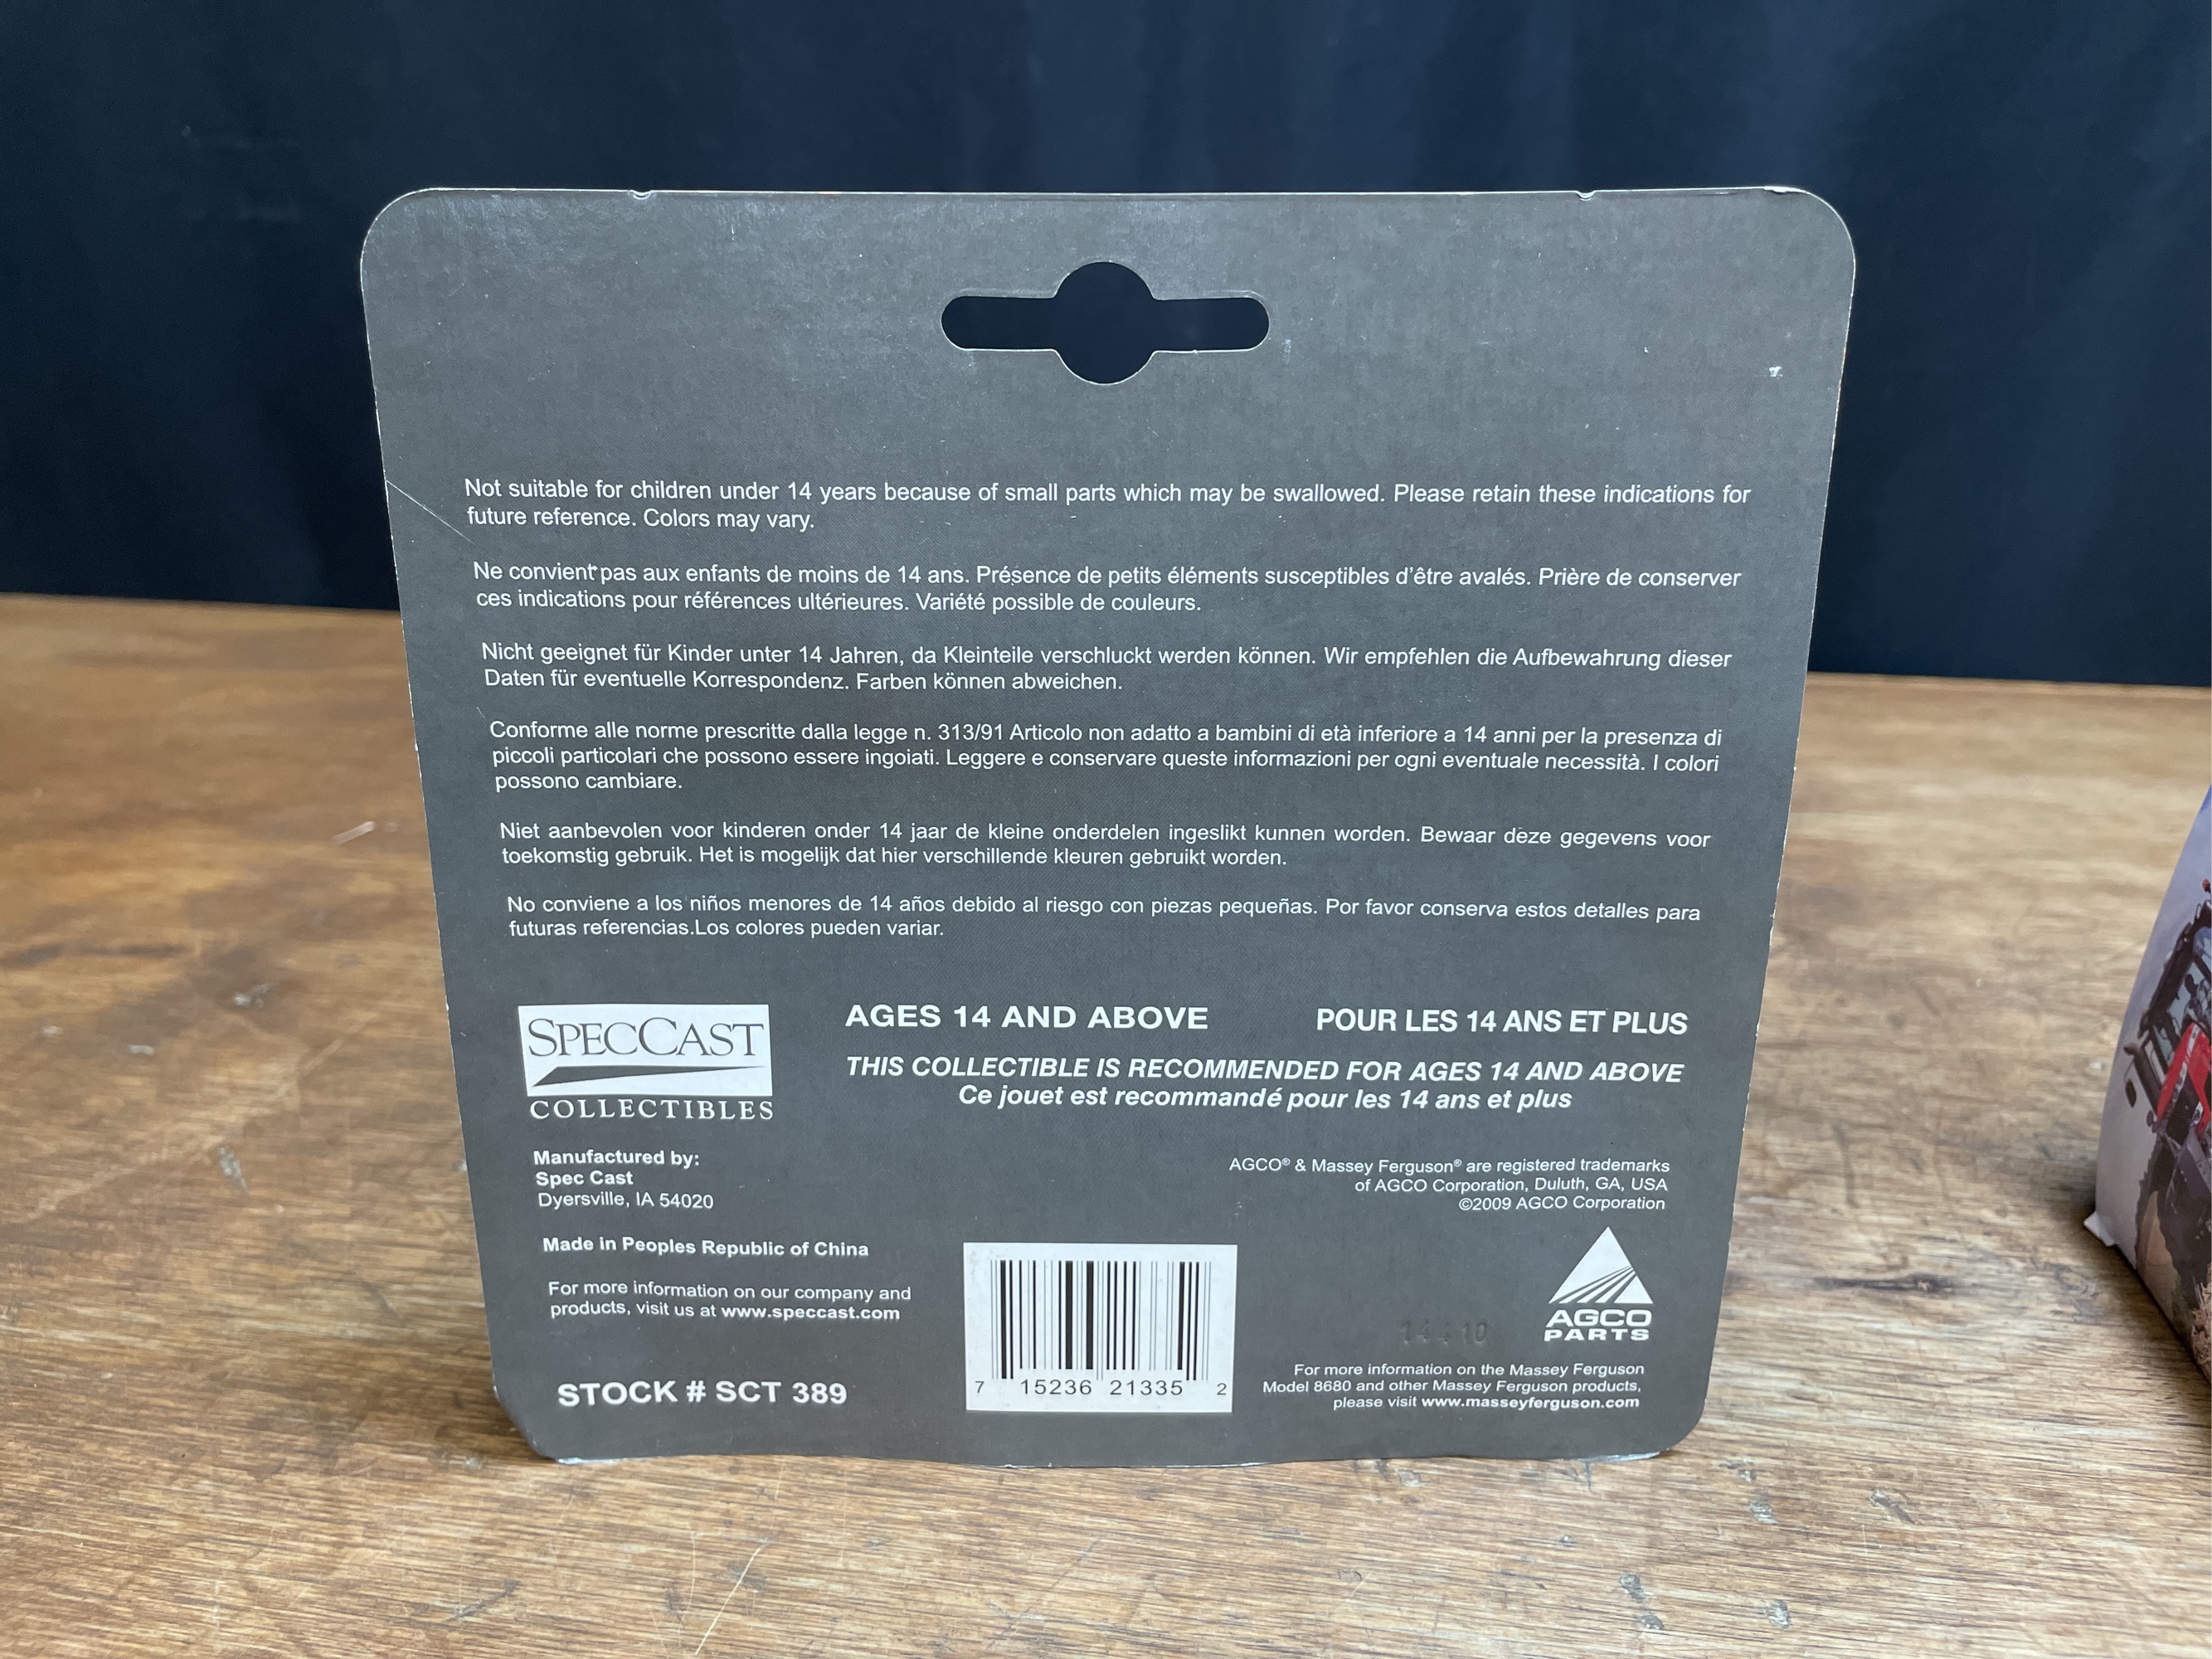 Not suitable for children under 14 years because of small parts which may be swallowed. Please retain these indications for
future reference. Colors may vary.
Ne convient pas aux enfants de moins de 14 ans. Présence de petits éléments susceptibles d'être avalés. Prière de conserver
ces indications pour références ultérieures. Variété possible de couleurs.
Nicht geeignet für Kinder unter 14 Jahren, da Kleinteile verschluckt werden können. Wir empfehlen die Aufbewahrung dieser
Daten für eventuelle Korrespondenz. Farben können abweichen.
Conforme alle norme prescritte dalla legge n. 313/91 Articolo non adatto a bambini di età inferiore a 14 anni per la presenza di
piccoli particolari che possono essere ingoiati. Leggere e conservare queste informazioni per ogni eventuale necessità. I colori
possono cambiare.
Niet aanbevolen voor kinderen onder 14 jaar de kleine onderdelen ingeslikt kunnen worden. Bewaar deze gegevens voor
toekomstig gebruik. Het is mogelijk dat hier verschillende kleuren gebruikt worden.
No conviene a los niños menores de 14 años debido al riesgo con piezas pequeñas. Por favor conserva estos detalles para
futuras referencias.Los colores pueden variar.
SPECCAST
COLLECTIBLES
AGES 14 AND ABOVE POUR LES 14 ANS ET PLUS
THIS COLLECTIBLE IS RECOMMENDED FOR AGES 14 AND ABOVE
Ce jouet est recommandé pour les 14 ans et plus
Manufactured by:
Spec Cast
Dyersville, IA 54020
Made in Peoples Republic of China
For more information on our company and
products, visit us at www.speccast.com
STOCK # SCT 389
7 15236 21335 2
AGCO® & Massey Ferguson® are registered trademarks
of AGCO Corporation, Duluth, GA, USA
©2009 AGCO Corporation
AGCO
PARTS
For more information on the Massey Ferguson
Model 8680 and other Massey Ferguson products,
please visit www.masseyferguson.com